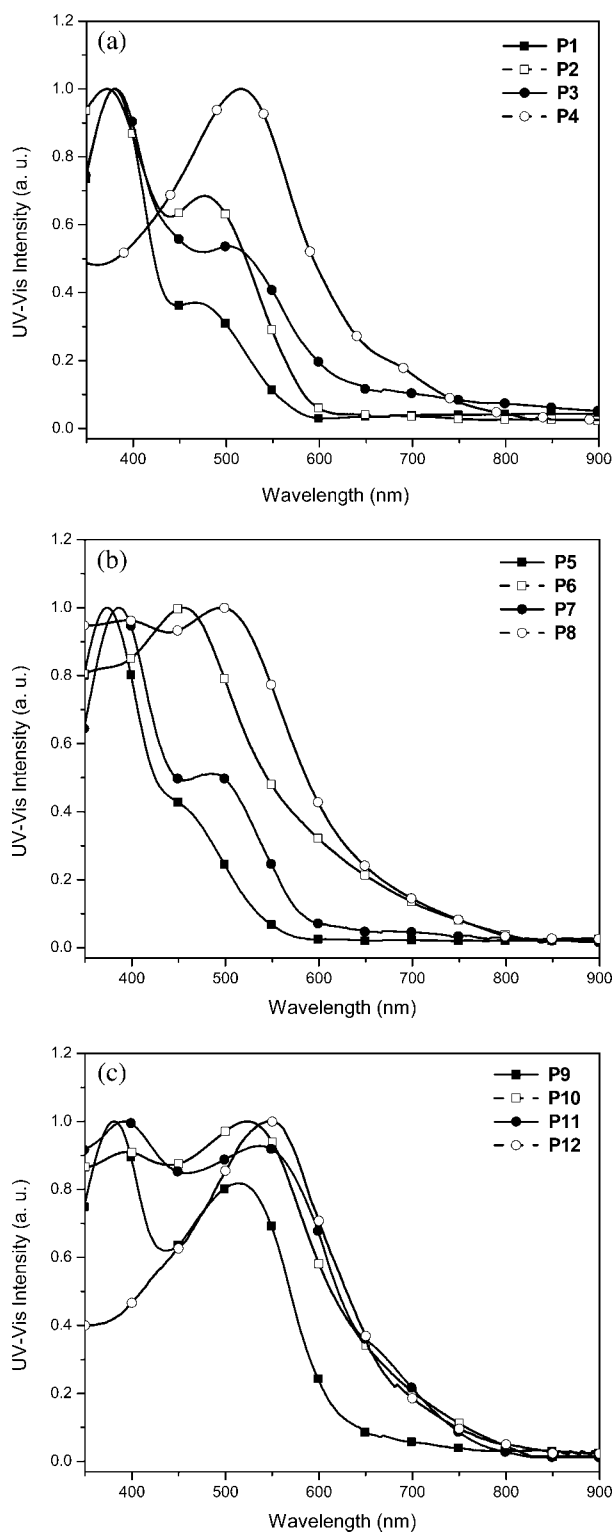 (a)
P1
P2
P3
P4
1.2
1.0
0.8
0.6
0.4
0.2
0.0
UV-Vis Intensity (a. u.)
400 500 600 700 800 900
Wavelength (nm)
(b)
P5
P6
P7
P8
1.2
1.0
0.8
0.6
0.4
0.2
0.0
UV-Vis Intensity (a. u.)
400 500 600 700 800 900
Wavelength (nm)
(c)
P9
P10
P11
P12
1.2
1.0
0.8
0.6
0.4
0.2
0.0
UV-Vis Intensity (a. u.)
400 500 600 700 800 900
Wavelength (nm)